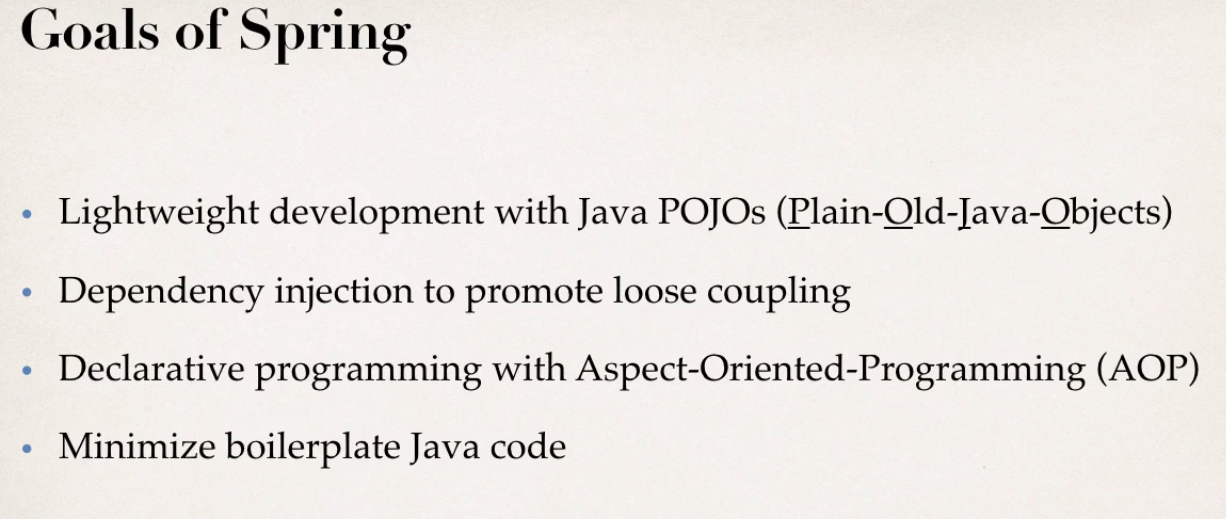 Goals of Spring
• Lightweight development with Java POJOs (Plain-Old-Java-Objects)
• Dependency injection to promote loose coupling
• Declarative programming with Aspect-Oriented-Programming (AOP)
• Minimize boilerplate Java code